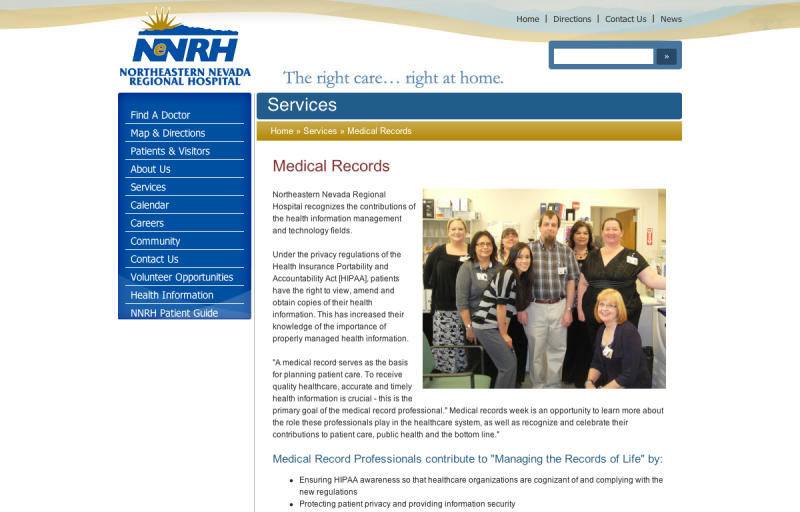 Home | Directions | Contact Us | News
NeNRH
NORTHEASTERN NEVADA
REGIONAL HOSPITAL
The right care… right at home.
»
Find A Doctor
Map & Directions
Patients & Visitors
About Us
Services
Calendar
Careers
Community
Contact Us
Volunteer Opportunities
Health Information
NNRH Patient Guide
Services
Home » Services » Medical Records
Medical Records
Northeastern Nevada Regional
Hospital recognizes the contributions of
the health information management
and technology fields.
Under the privacy regulations of the
Health Insurance Portability and
Accountability Act [HIPAA], patients
have the right to view, amend and
obtain copies of their health
information. This has increased their
knowledge of the importance of
properly managed health information.
"A medical record serves as the basis
for planning patient care. To receive
quality healthcare, accurate and timely
health information is crucial - this is the
primary goal of the medical record professional." Medical records week is an opportunity to learn more about
the role these professionals play in the healthcare system, as well as recognize and celebrate their
contributions to patient care, public health and the bottom line."
Medical Record Professionals contribute to "Managing the Records of Life" by:
Ensuring HIPAA awareness so that healthcare organizations are cognizant of and complying with the
new regulations
Protecting patient privacy and providing information security